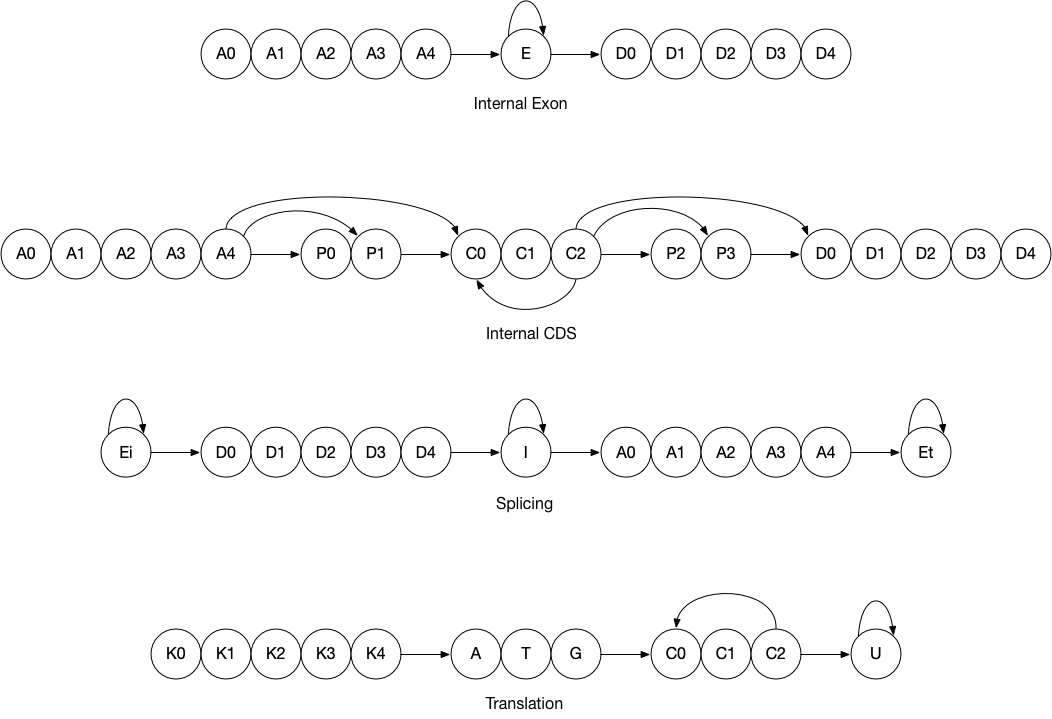 A0 A1 A2 A3 A4 E D0 D1 D2 D3 D4
Internal Exon
A0 A1 A2 A3 A4 P0 P1 C0 C1 C2 P2 P3 D0 D1 D2 D3 D4
Internal CDS
Ei D0 D1 D2 D3 D4 I A0 A1 A2 A3 A4 Et
Splicing
K0 K1 K2 K3 K4 A T G C0 C1 C2 U
Translation